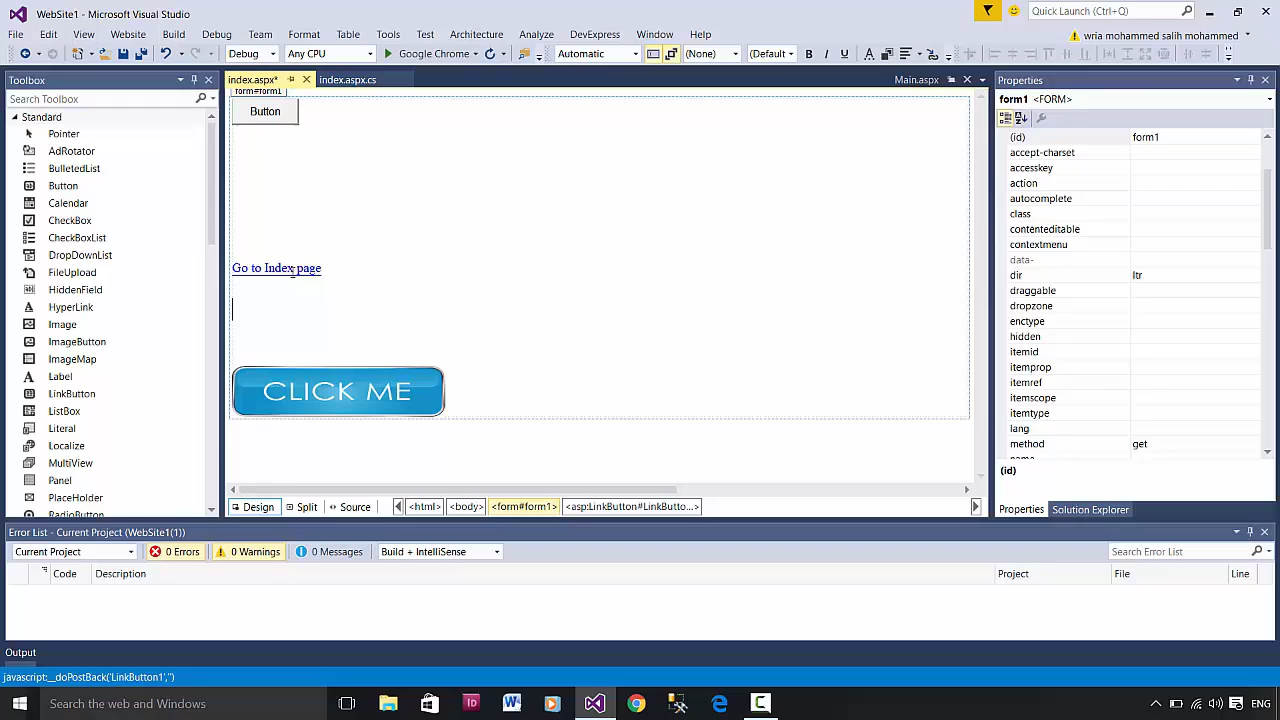 WebSite1 - Microsoft Visual Studio
Quick Launch (Ctrl+Q)
File Edit View Website Build Debug Team Format Table Tools Test Architecture Analyze DevExpress Window Help
wria mohammed salih mohammed
Debug Any CPU Google Chrome Automatic (None) (Default B I U A
Toolbox
index.aspx* index.aspx.cs Main.aspx
Properties
Search Toolbox
form#form1
form1 <FORM>
Standard
Pointer
AdRotator
BulletedList
Button
Calendar
CheckBox
CheckBoxList
DropDownList
FileUpload
HiddenField
HyperLink
Image
ImageButton
ImageMap
Label
LinkButton
ListBox
Literal
Localize
MultiView
Panel
PlaceHolder
RadioButton
Button
Go to Index page
CLICK ME
(id) form1
accept-charset
accesskey
action
autocomplete
class
contenteditable
contextmenu
data-
dir ltr
draggable
dropzone
enctype
hidden
itemid
itemprop
itemref
itemscope
itemtype
lang
method get
name
(id)
Design Split Source <html> <body> <form#form1> <asp:LinkButton#LinkButto...>
Properties Solution Explorer
Error List - Current Project (WebSite1(1))
Current Project 0 Errors 0 Warnings 0 Messages Build + IntelliSense Search Error List
Code Description Project File Line
Output
javascript:__doPostBack('LinkButton1','')
Search the web and Windows
ENG